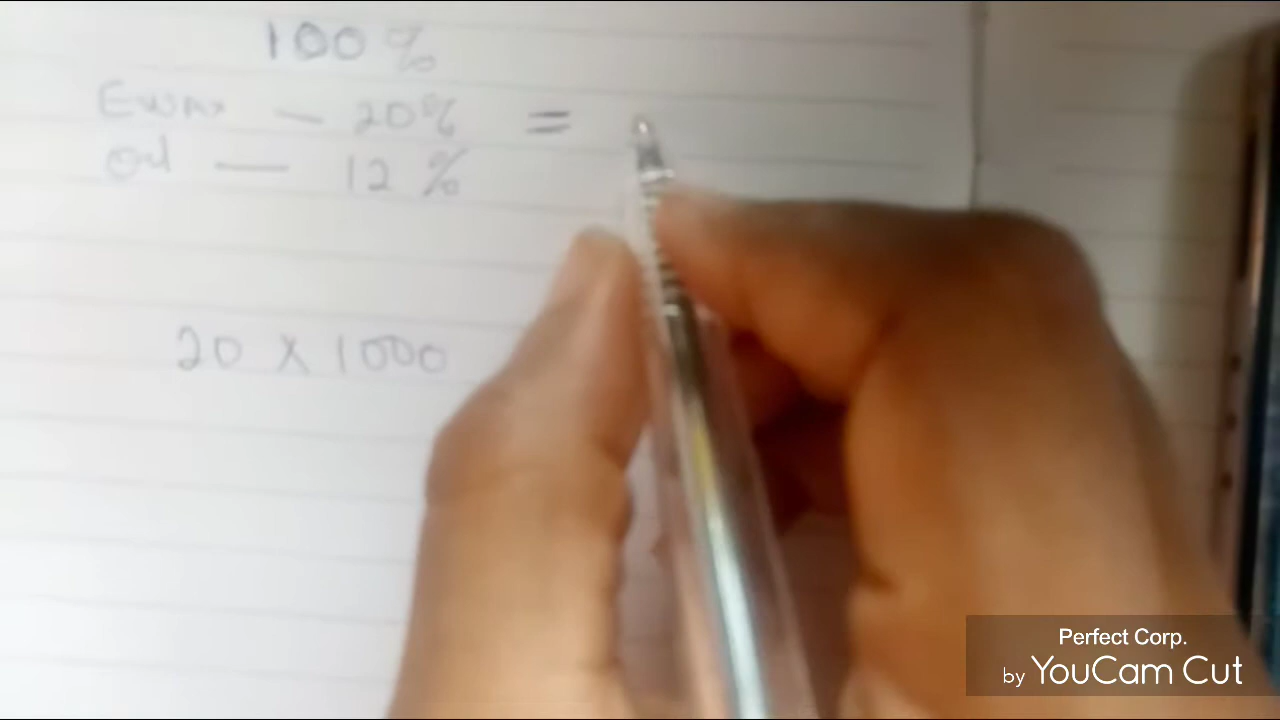 100%
Ewax — 20% =
Oil — 12%
20 X 1000
Perfect Corp.
by YouCam Cut